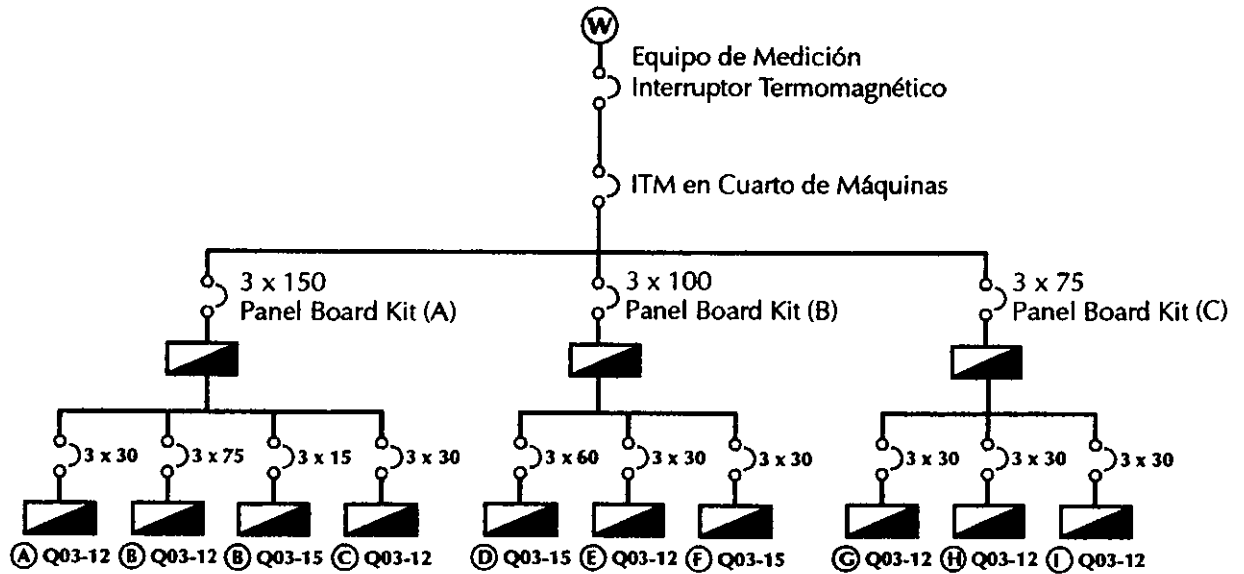 W
Equipo de Medición
Interruptor Termomagnético
ITM en Cuarto de Máquinas
3 x 150
Panel Board Kit (A)
3 x 100
Panel Board Kit (B)
3 x 75
Panel Board Kit (C)
3 x 30
3 x 75
3 x 15
3 x 30
3 x 60
3 x 30
3 x 30
3 x 30
3 x 30
3 x 30
A Q03-12
B Q03-12
B Q03-15
C Q03-12
D Q03-15
E Q03-12
F Q03-15
G Q03-12
H Q03-12
I Q03-12